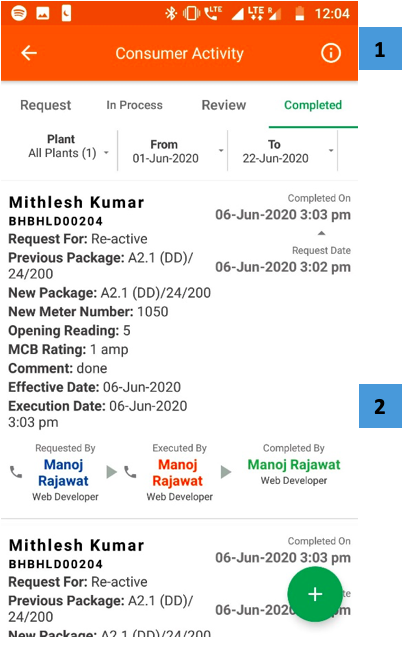 LTE LTE R 12:04
Consumer Activity
1
Request In Process Review Completed
Plant From To
All Plants (1) 01-Jun-2020 22-Jun-2020
Mithlesh Kumar Completed On
BHBHLD00204 06-Jun-2020 3:03 pm
Request For: Re-active
Previous Package: A2.1 (DD)/ Request Date
24/200 06-Jun-2020 3:02 pm
New Package: A2.1 (DD)/24/200
New Meter Number: 1050
Opening Reading: 5
MCB Rating: 1 amp
Comment: done
Effective Date: 06-Jun-2020
2
Execution Date: 06-Jun-2020
3:03 pm
Requested By Executed By Completed By
Manoj Manoj Manoj Rajawat
Rajawat Rajawat Web Developer
Web Developer Web Developer
Mithlesh Kumar Completed On
BHBHLD00204 06-Jun-2020 3:03 pm
Request For: Re-active
Previous Package: A2.1 (DD)/
24/200 06-Jun-202
New Package: A2.1 (DD)/24/200